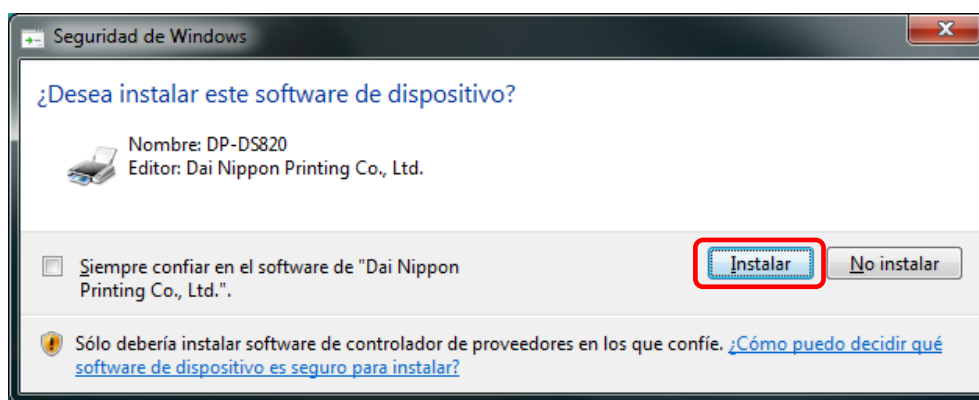 Seguridad de Windows
¿Desea instalar este software de dispositivo?
Nombre: DP-DS820
Editor: Dai Nippon Printing Co., Ltd.
Siempre confiar en el software de "Dai Nippon
Printing Co., Ltd.".
Instalar
No instalar
Sólo debería instalar software de controlador de proveedores en los que confíe. ¿Cómo puedo decidir qué
software de dispositivo es seguro para instalar?